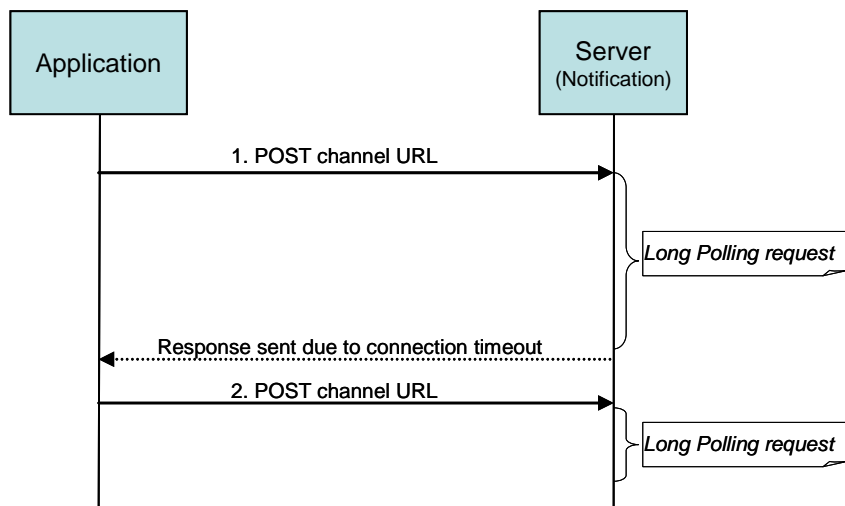 Application
Server
(Notification)
1. POST channel URL
Long Polling request
Response sent due to connection timeout
2. POST channel URL
Long Polling request